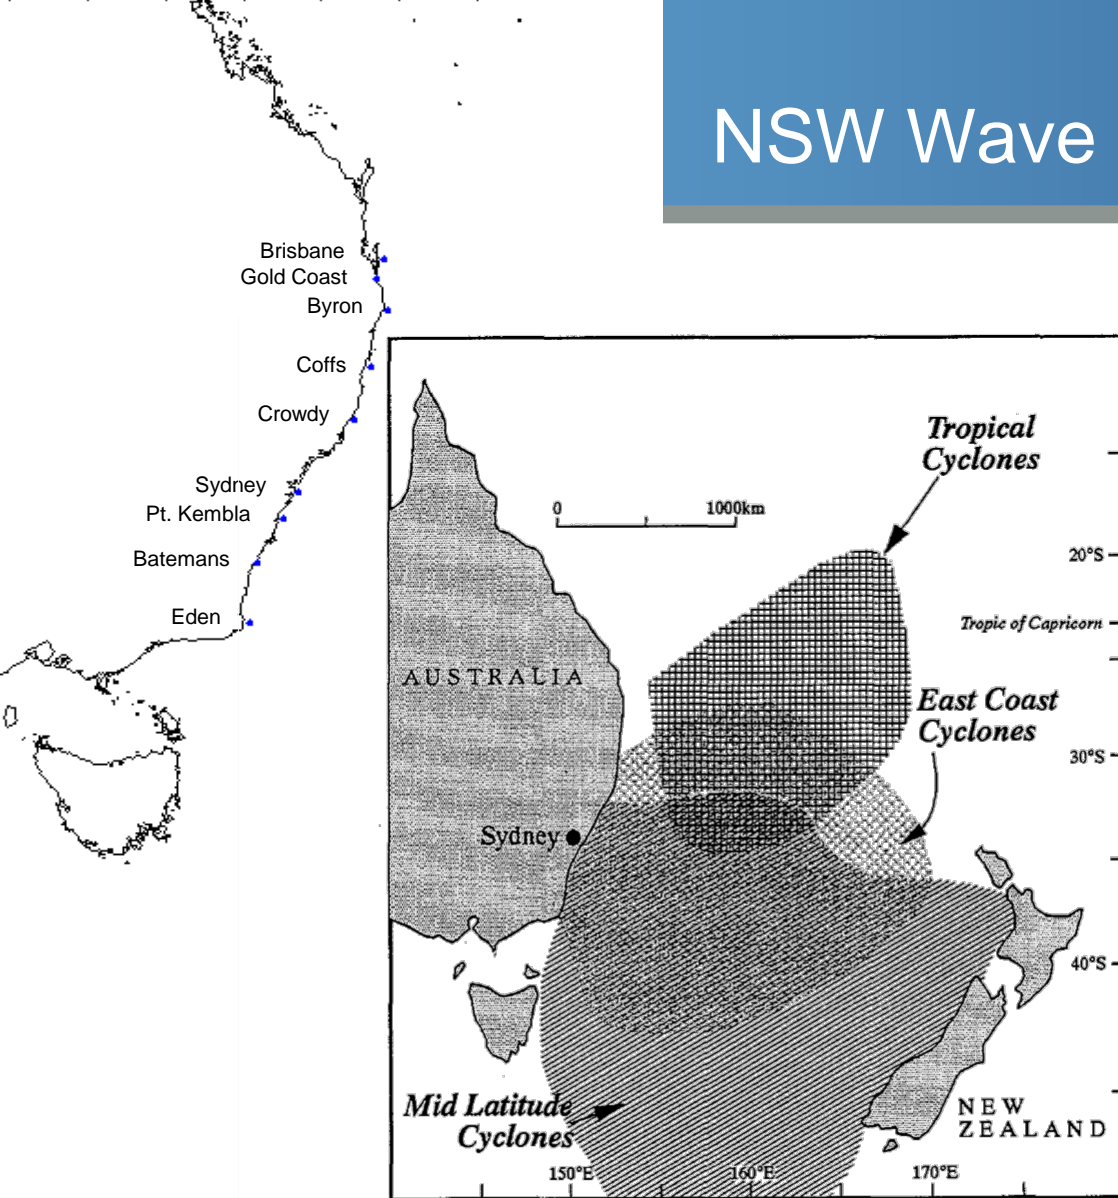 NSW Wave
Brisbane
Gold Coast
Byron
Coffs
Crowdy
Sydney
Pt. Kembla
Batemans
Eden
Tropical
Cyclones
0 1000km
20°S
Tropic of Capricorn
AUSTRALIA
East Coast
Cyclones
30°S
Sydney
40°S
Mid Latitude
Cyclones
NEW
ZEALAND
150°E 160°E 170°E